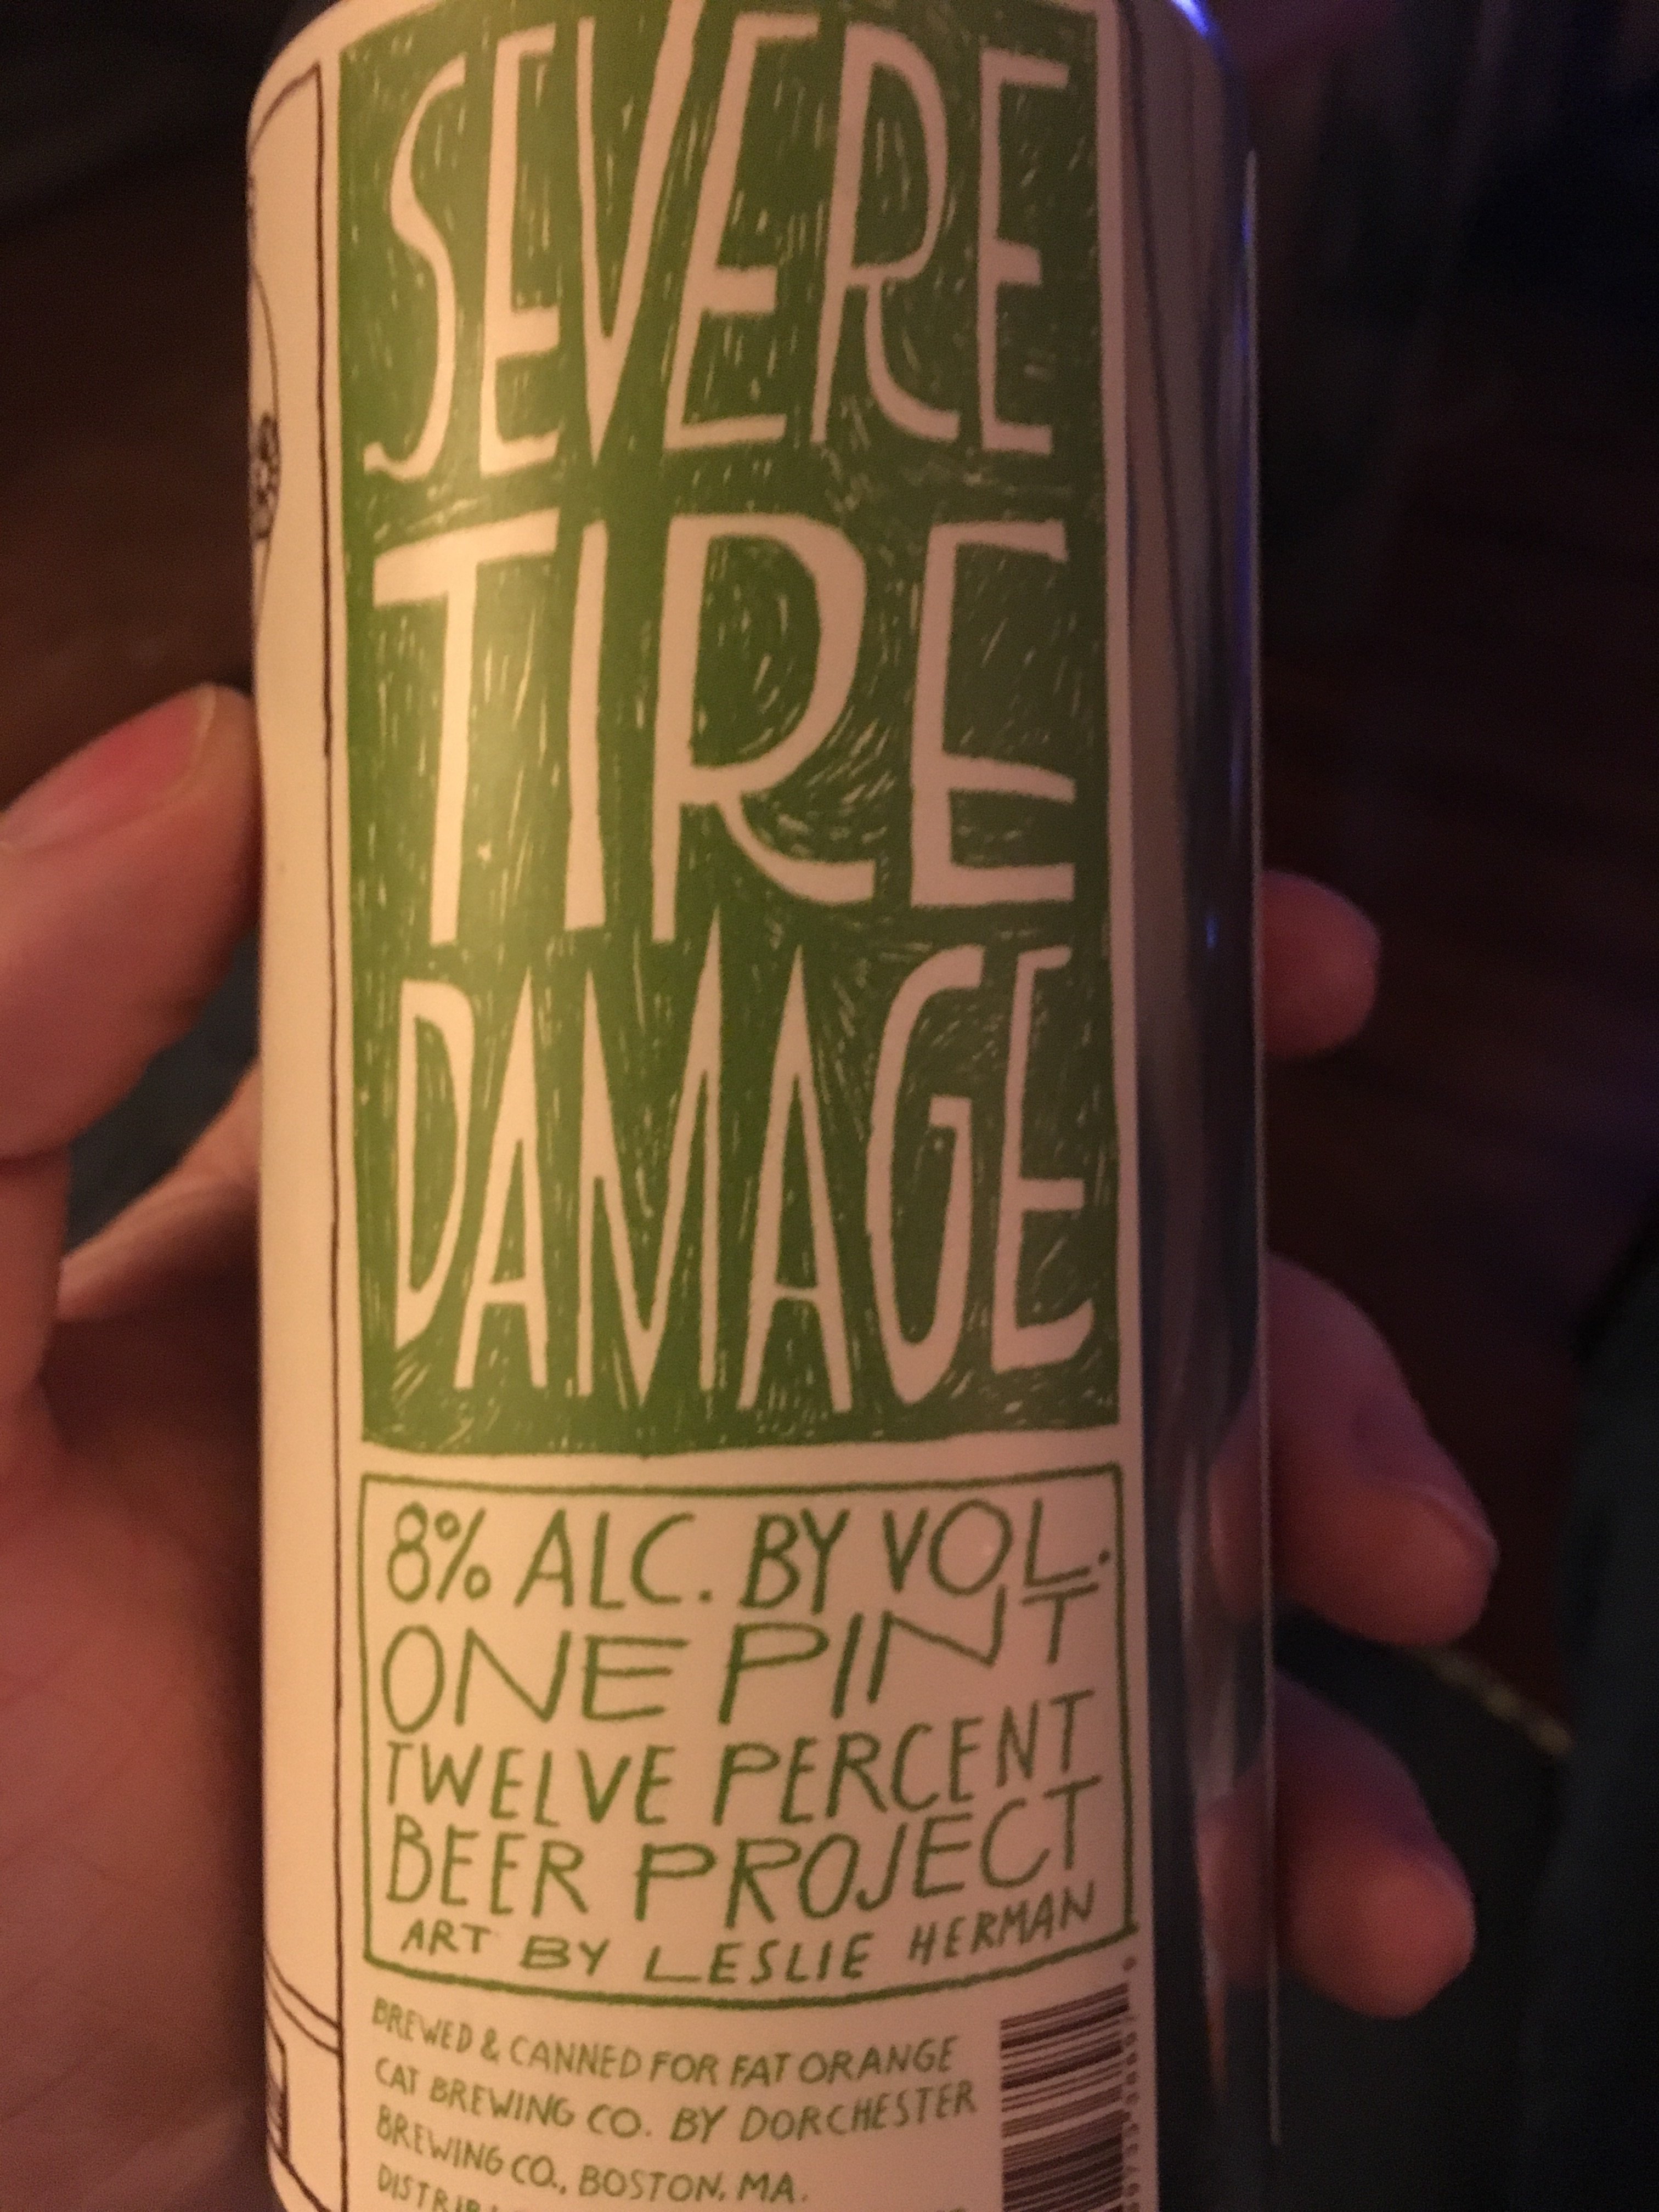 SEVERE
TIRE
DAMAGE
8% ALC. BY VOL.
ONE PINT
TWELVE PERCENT
BEER PROJECT
ART BY LESLIE HERMAN
BREWED & CANNED FOR FAT ORANGE
CAT BREWING CO. BY DORCHESTER
BREWING CO., BOSTON, MA.